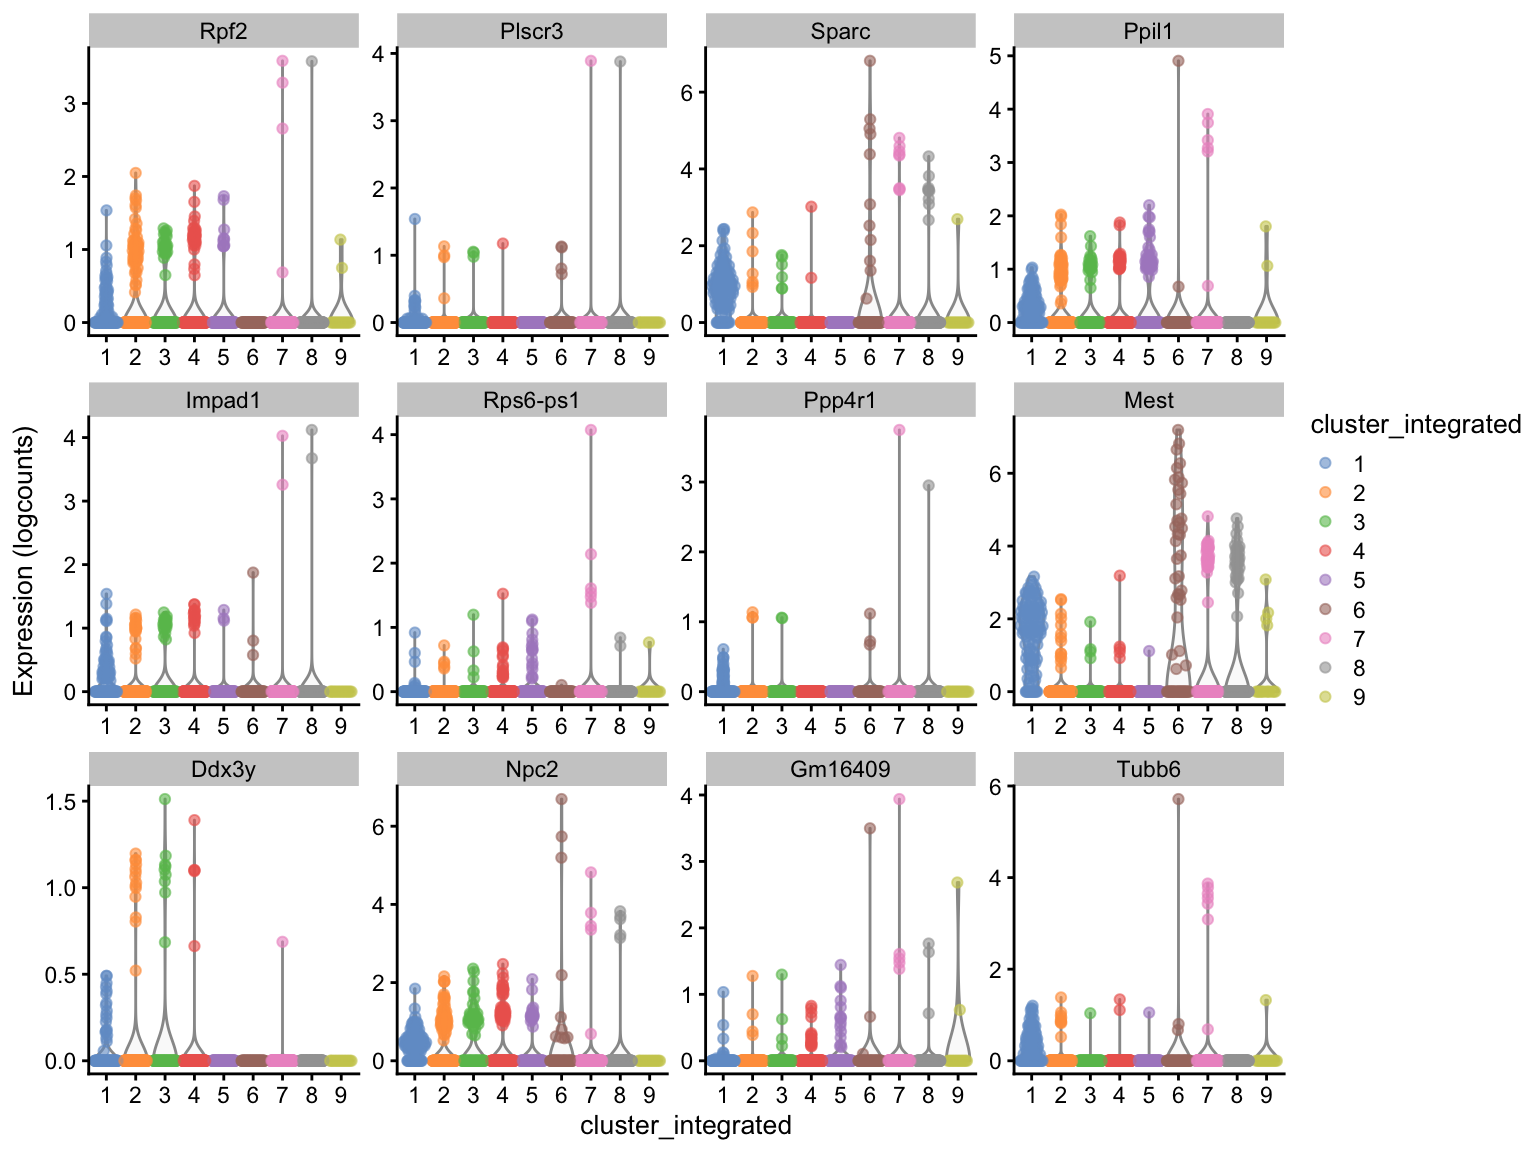 Rpf2 Plscr3 Sparc Ppil1
3 2 1 0
4 3 2 1 0
6 4 2 0
5 4 3 2 1 0
1 2 3 4 5 6 7 8 9 1 2 3 4 5 6 7 8 9 1 2 3 4 5 6 7 8 9 1 2 3 4 5 6 7 8 9
Impad1 Rps6-ps1 Ppp4r1 Mest
4 3 2 1 0
4 3 2 1 0
3 2 1 0
6 4 2 0
1 2 3 4 5 6 7 8 9 1 2 3 4 5 6 7 8 9 1 2 3 4 5 6 7 8 9 1 2 3 4 5 6 7 8 9
Ddx3y Npc2 Gm16409 Tubb6
1.5 1.0 0.5 0.0
6 4 2 0
4 3 2 1 0
6 4 2 0
1 2 3 4 5 6 7 8 9 1 2 3 4 5 6 7 8 9 1 2 3 4 5 6 7 8 9 1 2 3 4 5 6 7 8 9
cluster_integrated
Expression (logcounts)
cluster_integrated
1
2
3
4
5
6
7
8
9